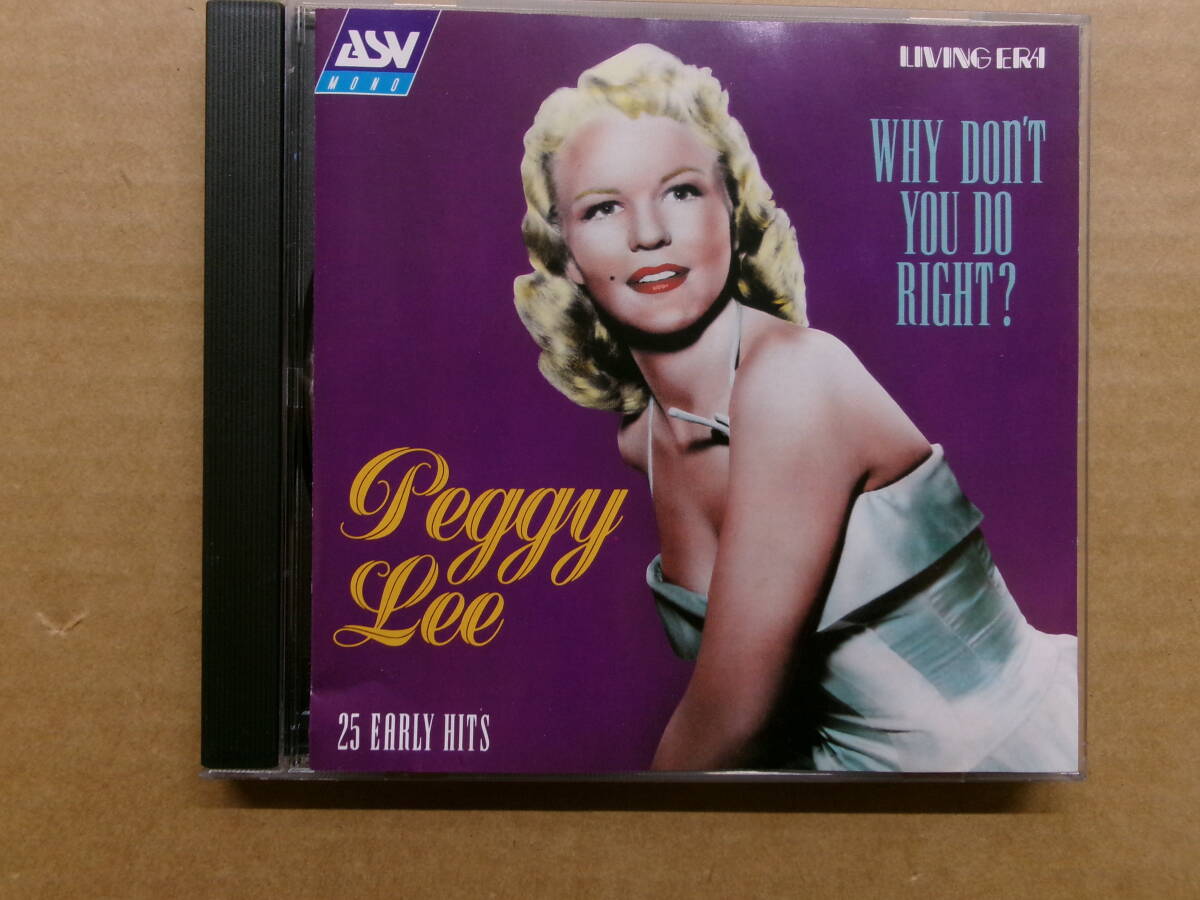 ASV
MONO
LIVING ERA
WHY DON'T
YOU DO
RIGHT?
Peggy
Lee
25 EARLY HITS